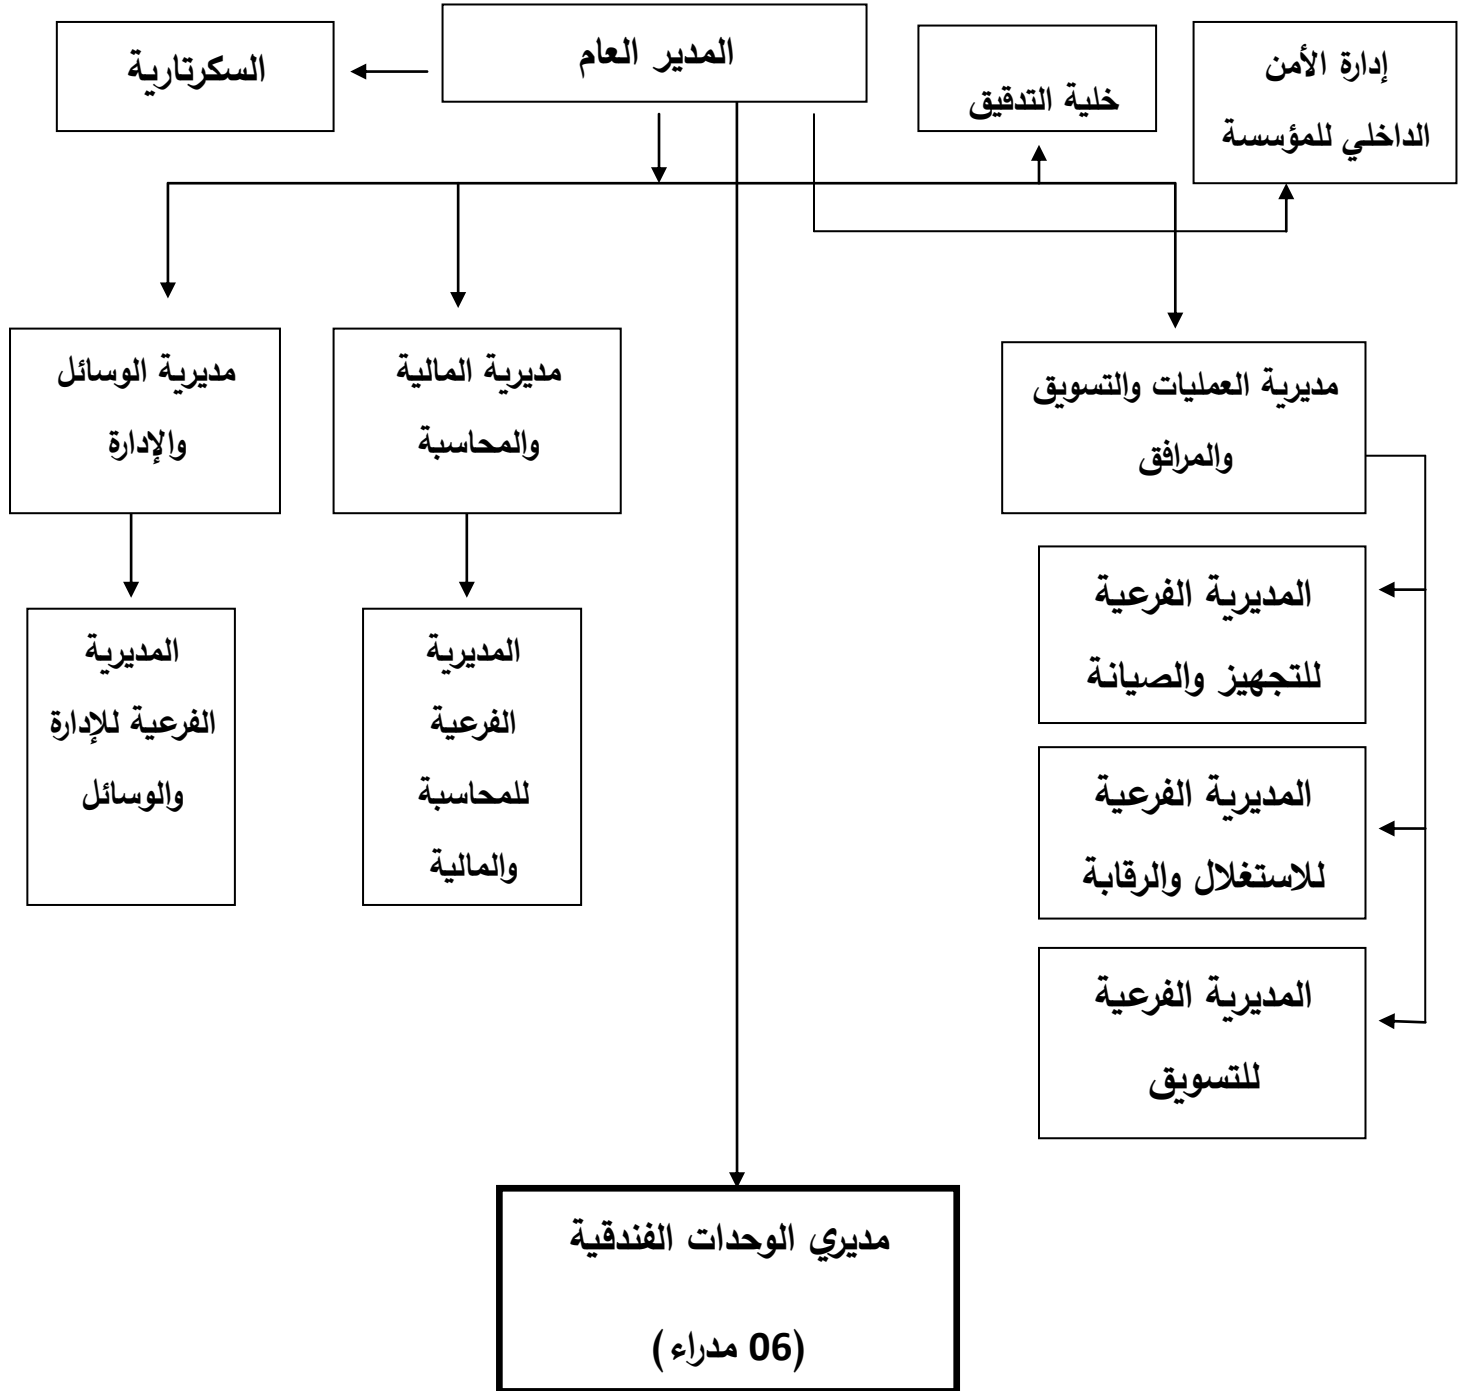 المدير العام
السكرتارية
خلية التدقيق
إدارة الأمن
الداخلي للمؤسسة
مديرية العمليات والتسويق
والمرافق
مديرية المالية
والمحاسبة
مديرية الوسائل
والإدارة
المديرية الفرعية
للتجهيز والصيانة
المديرية الفرعية
للاستغلال والرقابة
المديرية الفرعية
للتسويق
المديرية
الفرعية
للمحاسبة
والمالية
المديرية
الفرعية للإدارة
والوسائل
مديري الوحدات الفندقية
(06 مدراء)